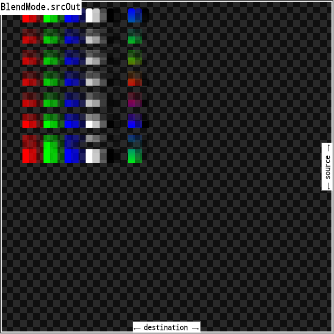 BlendMode.srcOut
← source →
← destination →